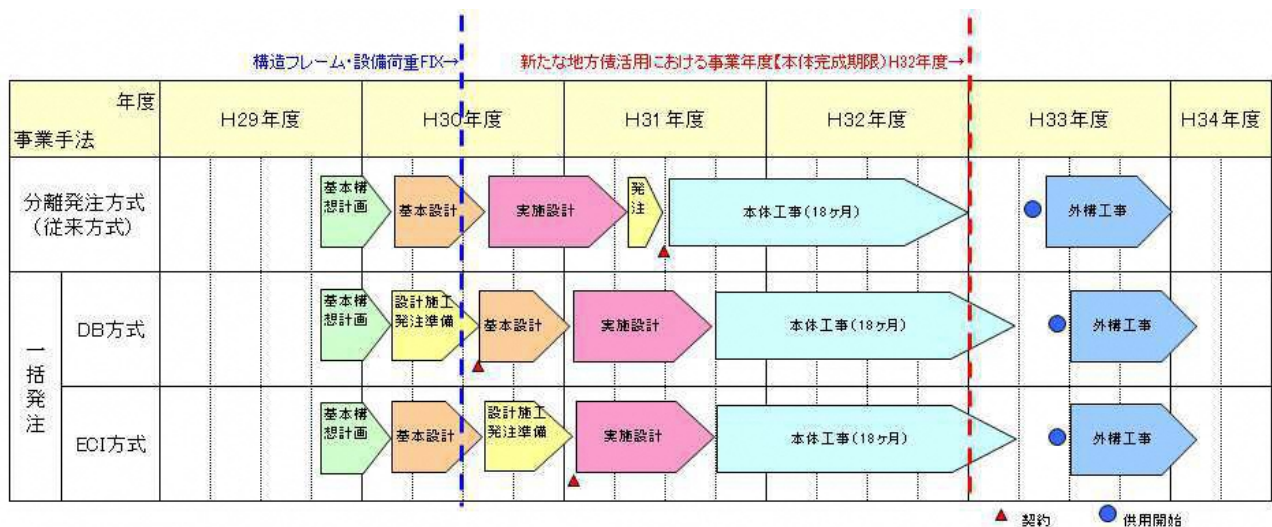 構造フレーム・設備荷重FIX→
新たな地方債活用における事業年度【本体完成期限）H32年度→
年度
事業手法
H29年度
H30年度
H31年度
H32年度
H33年度
H34年度
分離発注方式
（従来方式）
基本構
想計画
基本設計
実施設計
発
注
本体工事（18ヶ月）
外構工事
一括発注
DB方式
基本構
想計画
設計施工
発注準備
基本設計
実施設計
本体工事（18ヶ月）
外構工事
ECI方式
基本構
想計画
基本設計
設計施工
発注準備
実施設計
本体工事（18ヶ月）
外構工事
契約
供用開始